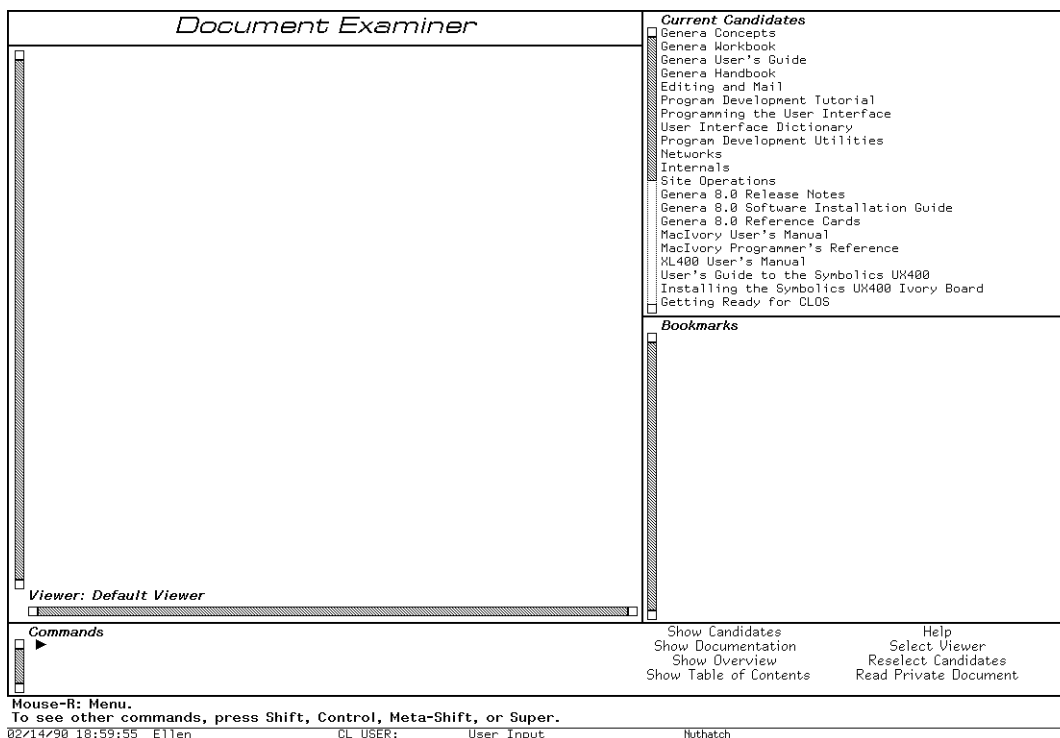 Document Examiner
Current Candidates
Genera Concepts
Genera Workbook
Genera User's Guide
Genera Handbook
Editing and Mail
Program Development Tutorial
Programming the User Interface
User Interface Dictionary
Program Development Utilities
Networks
Internals
Site Operations
Genera 8.0 Release Notes
Genera 8.0 Software Installation Guide
Genera 8.0 Reference Cards
MacIvory User's Manual
MacIvory Programmer's Reference
XL400 User's Manual
User's Guide to the Symbolics UX400
Installing the Symbolics UX400 Ivory Board
Getting Ready for CLOS
Bookmarks
Viewer: Default Viewer
Commands
Show Candidates Help
Show Documentation Select Viewer
Show Overview Reselect Candidates
Show Table of Contents Read Private Document
Mouse-R: Menu.
To see other commands, press Shift, Control, Meta-Shift, or Super.
02/14/90 18:59:55 Ellen CL USER: User Input Nuthatch